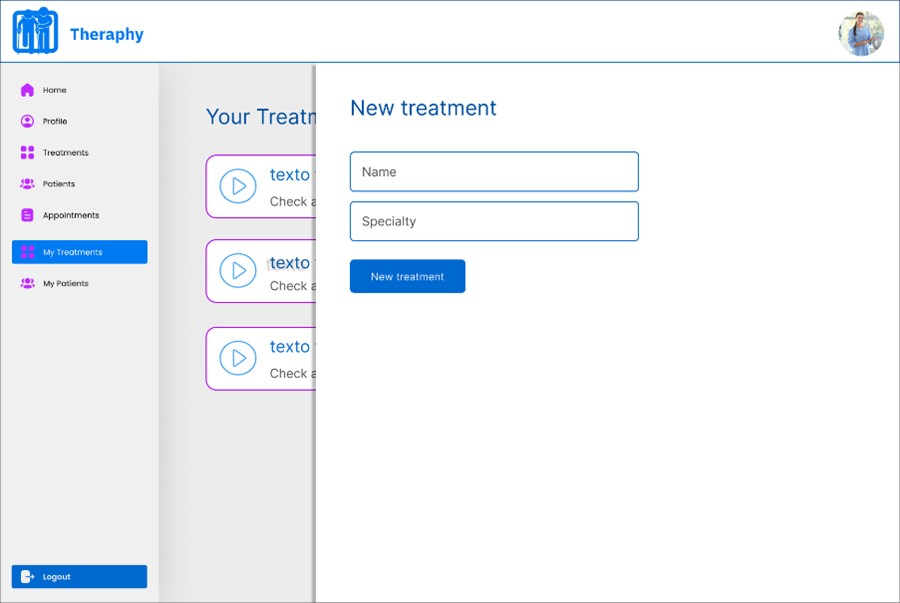 Theraphy
Home
Profile
Treatments
Patients
Appointments
My Treatments
My Patients
Logout
Your Treatm
texto
Check a
texto
Check a
texto
Check a
New treatment
Name
Specialty
New treatment